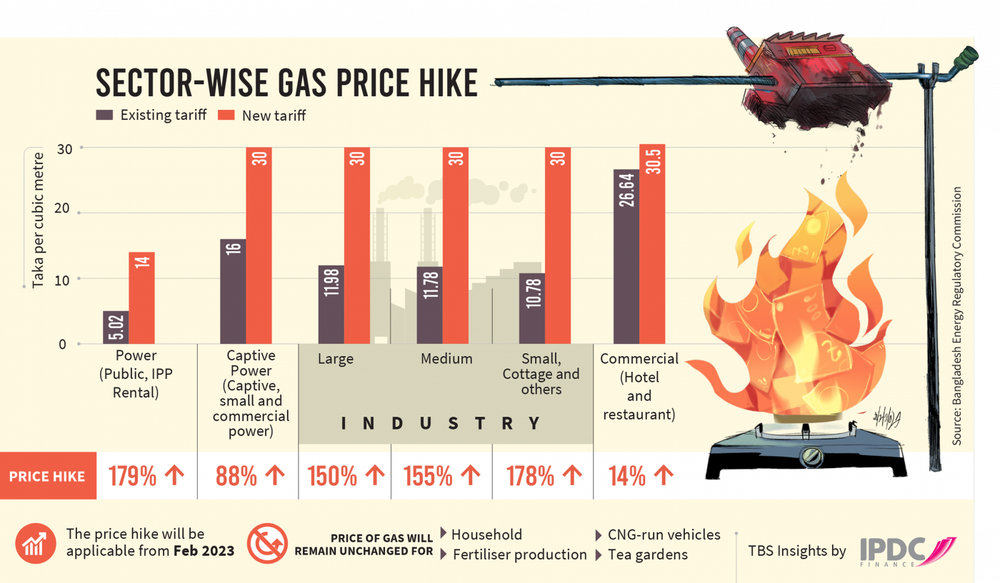 SECTOR-WISE GAS PRICE HIKE
Existing tariff
New tariff
Taka per cubic metre
30
20
10
0
5.02
14
16
30
11.98
30
11.78
30
10.78
30
26.64
30.5
Power
(Public, IPP
Rental)
Captive
Power
(Captive,
small and
commercial
power)
Large
Medium
Small,
Cottage and
others
INDUSTRY
Commercial
(Hotel
and
restaurant)
PRICE HIKE
179%
88%
150%
155%
178%
14%
Source: Bangladesh Energy Regulatory Commission
The price hike will be
applicable from Feb 2023
PRICE OF GAS WILL
REMAIN UNCHANGED FOR
Household
Fertiliser production
CNG-run vehicles
Tea gardens
TBS Insights by
IPDC
FINANCE